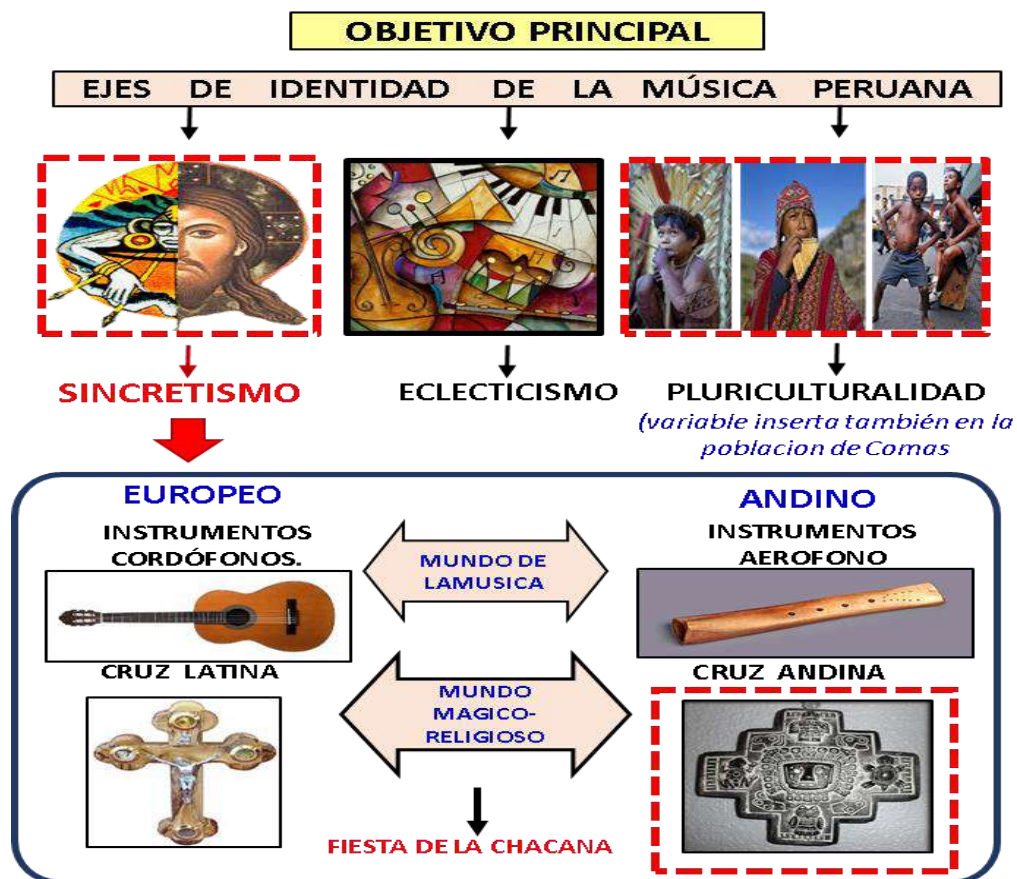 OBJETIVO PRINCIPAL
EJES DE IDENTIDAD DE LA MÚSICA PERUANA
SINCRETISMO
ECLECTICISMO
PLURICULTURALIDAD
(variable inserta también en la
poblacion de Comas
EUROPEO
INSTRUMENTOS
CORDÓFONOS.
MUNDO DE
LAMUSICA
ANDINO
INSTRUMENTOS
AEROFONO
CRUZ LATINA
MUNDO
MAGICO-
RELIGIOSO
CRUZ ANDINA
FIESTA DE LA CHACANA